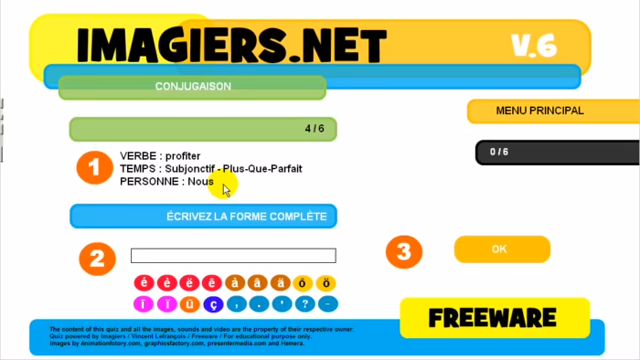 IMAGIERS.NET
V.6
CONJUGAISON
MENU PRINCIPAL
4 / 6
0 / 6
1
VERBE : profiter
TEMPS : Subjonctif - Plus-Que-Parfait
PERSONNE : Nous
ÉCRIVEZ LA FORME COMPLÈTE
2
3
OK
é è ê ë à â ä ô ö
î ï û ç , . ' ? -
FREEWARE
The content of this quiz and all the images, sounds and video are the property of their respective owner.
Quiz powered by Imagiers / Vincent Lefrançois / Freeware / For educational purpose only.
Images by Animationfactory.com, graphicsfactory.com, presentermedia.com and Hemera.